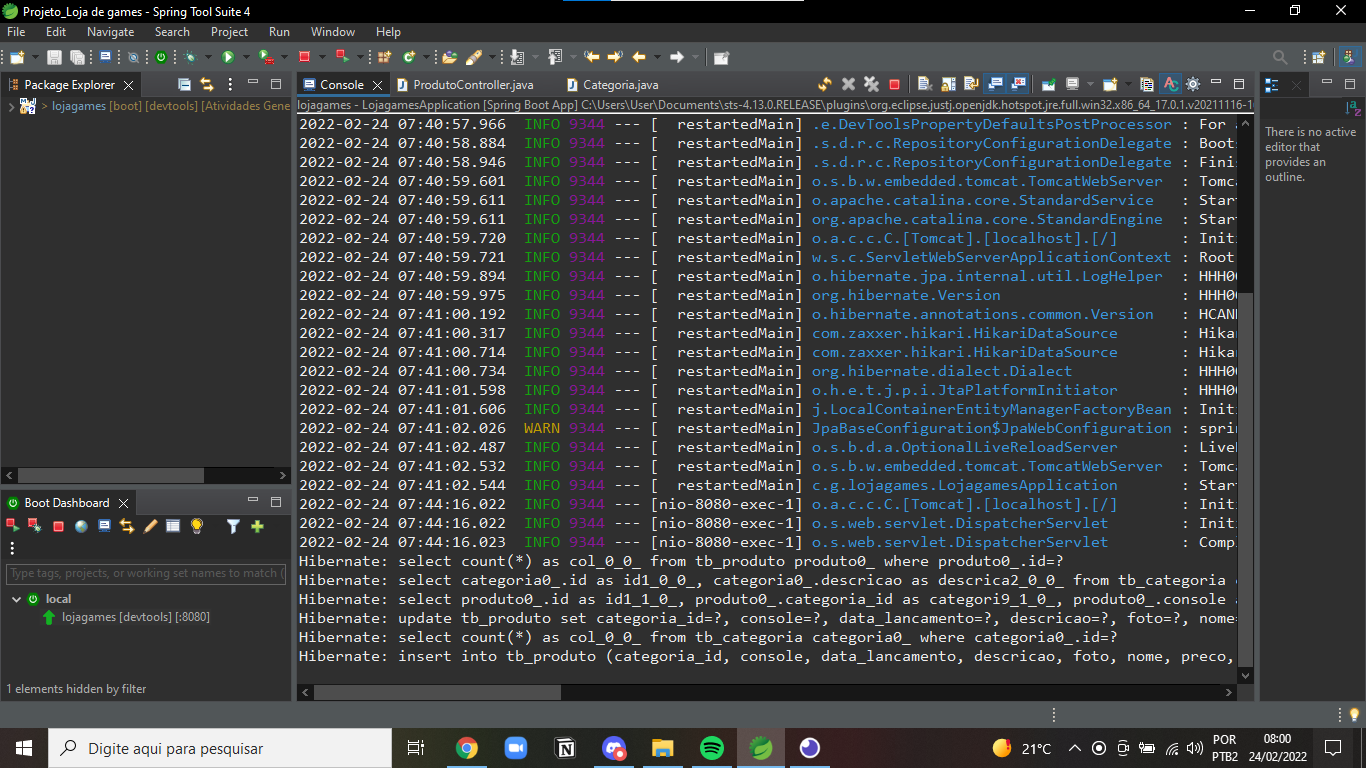 Projeto_Loja de games - Spring Tool Suite 4
File Edit Navigate Search Project Run Window Help
Package Explorer
Console ProdutoController.java Categoria.java
> lojagames [boot] [devtools] [Atividades Gene
lojagames - LojagamesApplication [Spring Boot App] C:\Users\User\Documents\sts-4.13.0.RELEASE\plugins\org.eclipse.justj.openjdk.hotspot.jre.full.win32.x86_64_17.0.1.v20211116-1
2022-02-24 07:40:57.966 INFO 9344 --- [ restartedMain] .e.DevToolsPropertyDefaultsPostProcessor : For
2022-02-24 07:40:58.884 INFO 9344 --- [ restartedMain] .s.d.r.c.RepositoryConfigurationDelegate : Boot
2022-02-24 07:40:58.946 INFO 9344 --- [ restartedMain] .s.d.r.c.RepositoryConfigurationDelegate : Fini
2022-02-24 07:40:59.601 INFO 9344 --- [ restartedMain] o.s.b.w.embedded.tomcat.TomcatWebServer : Tomc
2022-02-24 07:40:59.611 INFO 9344 --- [ restartedMain] o.apache.catalina.core.StandardService : Star
2022-02-24 07:40:59.611 INFO 9344 --- [ restartedMain] org.apache.catalina.core.StandardEngine : Star
2022-02-24 07:40:59.720 INFO 9344 --- [ restartedMain] o.a.c.c.C.[Tomcat].[localhost].[/] : Init
2022-02-24 07:40:59.721 INFO 9344 --- [ restartedMain] w.s.c.ServletWebServerApplicationContext : Root
2022-02-24 07:40:59.894 INFO 9344 --- [ restartedMain] o.hibernate.jpa.internal.util.LogHelper : HHH0
2022-02-24 07:40:59.975 INFO 9344 --- [ restartedMain] org.hibernate.Version : HHH0
2022-02-24 07:41:00.192 INFO 9344 --- [ restartedMain] o.hibernate.annotations.common.Version : HCAN
2022-02-24 07:41:00.317 INFO 9344 --- [ restartedMain] com.zaxxer.hikari.HikariDataSource : Hika
2022-02-24 07:41:00.714 INFO 9344 --- [ restartedMain] com.zaxxer.hikari.HikariDataSource : Hika
2022-02-24 07:41:00.734 INFO 9344 --- [ restartedMain] org.hibernate.dialect.Dialect : HHH0
2022-02-24 07:41:01.598 INFO 9344 --- [ restartedMain] o.h.e.t.j.p.i.JtaPlatformInitiator : HHH0
2022-02-24 07:41:01.606 INFO 9344 --- [ restartedMain] j.LocalContainerEntityManagerFactoryBean : Init
2022-02-24 07:41:02.026 WARN 9344 --- [ restartedMain] JpaBaseConfiguration$JpaWebConfiguration : spri
2022-02-24 07:41:02.487 INFO 9344 --- [ restartedMain] o.s.b.d.a.OptionalLiveReloadServer : Live
2022-02-24 07:41:02.532 INFO 9344 --- [ restartedMain] o.s.b.w.embedded.tomcat.TomcatWebServer : Tomc
2022-02-24 07:41:02.544 INFO 9344 --- [ restartedMain] c.g.lojagames.LojagamesApplication : Star
2022-02-24 07:44:16.022 INFO 9344 --- [nio-8080-exec-1] o.a.c.c.C.[Tomcat].[localhost].[/] : Init
2022-02-24 07:44:16.022 INFO 9344 --- [nio-8080-exec-1] o.s.web.servlet.DispatcherServlet : Init
2022-02-24 07:44:16.023 INFO 9344 --- [nio-8080-exec-1] o.s.web.servlet.DispatcherServlet : Comp
Hibernate: select count(*) as col_0_0_ from tb_produto produto0_ where produto0_.id=?
Hibernate: select categoria0_.id as id1_0_0_, categoria0_.descricao as descrica2_0_0_ from tb_categoria
Hibernate: select produto0_.id as id1_1_0_, produto0_.categoria_id as categori9_1_0_, produto0_.console
Hibernate: update tb_produto set categoria_id=?, console=?, data_lancamento=?, descricao=?, foto=?, nome=
Hibernate: select count(*) as col_0_0_ from tb_categoria categoria0_ where categoria0_.id=?
Hibernate: insert into tb_produto (categoria_id, console, data_lancamento, descricao, foto, nome, preco,
There is no active
editor that
provides an
outline.
Boot Dashboard
Type tags, projects, or working set names to match (
local
lojagames [devtools] [:8080]
1 elements hidden by filter
Digite aqui para pesquisar
21°C
POR
PTB2
08:00
24/02/2022